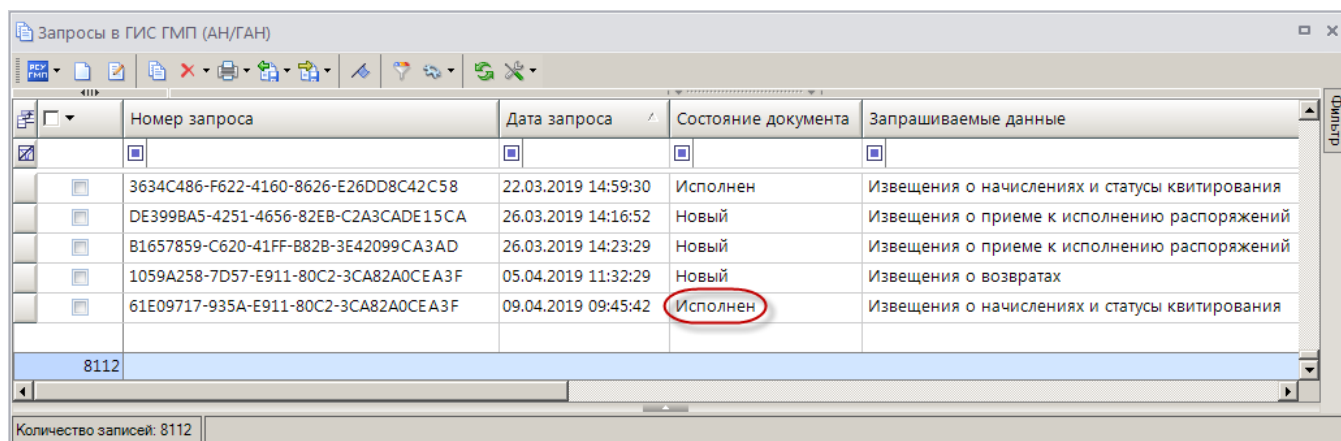 Запросы в ГИС ГМП (АН/ГАН)
РСУ ГМП
Номер запроса Дата запроса Состояние документа Запрашиваемые данные
Фильтр
3634C486-F622-4160-8626-E26DD8C42C58 22.03.2019 14:59:30 Исполнен Извещения о начислениях и статусы квитирования
DE399BA5-4251-4656-82EB-C2A3CADE15CA 26.03.2019 14:16:52 Новый Извещения о приеме к исполнению распоряжений
B1657859-C620-41FF-B82B-3E42099CA3AD 26.03.2019 14:23:29 Новый Извещения о приеме к исполнению распоряжений
1059A258-7D57-E911-80C2-3CA82A0CEA3F 05.04.2019 11:32:29 Новый Извещения о возвратах
61E09717-935A-E911-80C2-3CA82A0CEA3F 09.04.2019 09:45:42 Исполнен Извещения о начислениях и статусы квитирования
8112
Количество записей: 8112